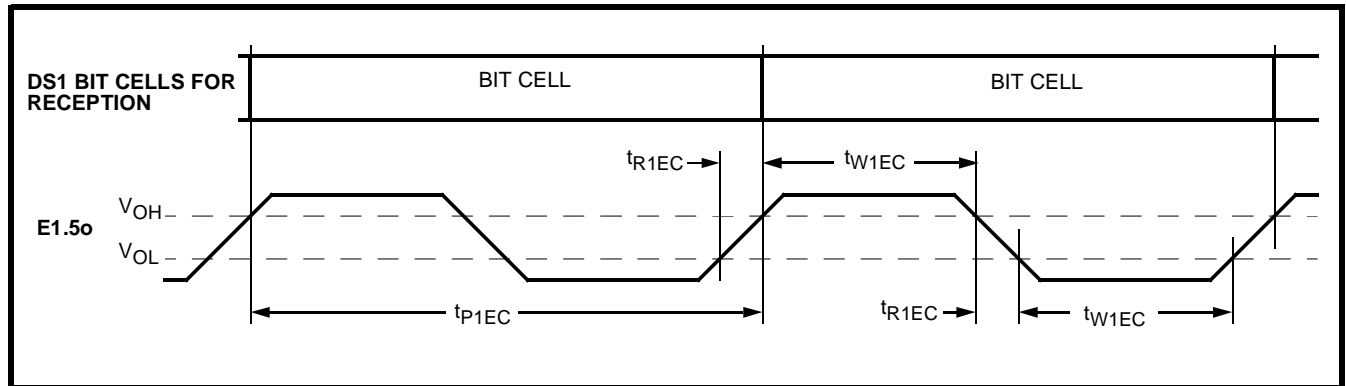 DS1 BIT CELLS FOR
RECEPTION
BIT CELL
BIT CELL
tR1EC
tW1EC
E1.5o
VOH
VOL
tP1EC
tR1EC
tW1EC